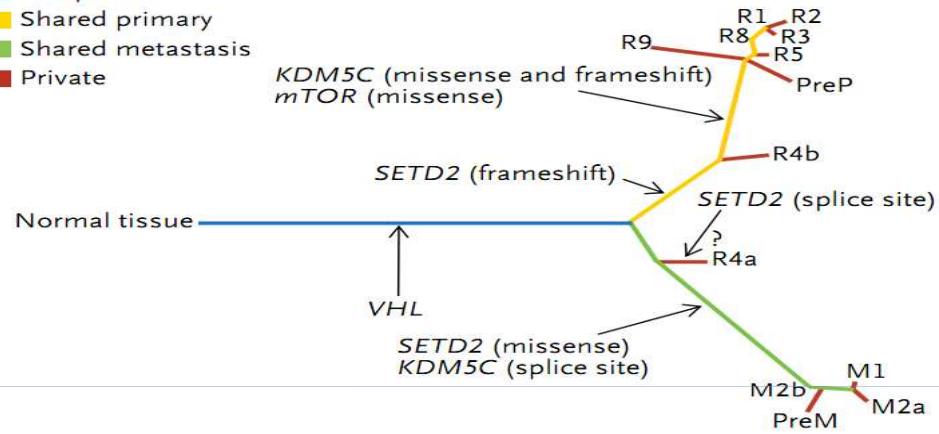 Shared primary
Shared metastasis
Private
R1
R2
R8
R3
R9
R5
KDM5C (missense and frameshift)
mTOR (missense)
PreP
R4b
SETD2 (frameshift)
SETD2 (splice site)
Normal tissue
?
R4a
VHL
SETD2 (missense)
KDM5C (splice site)
M1
M2b
M2a
PreM